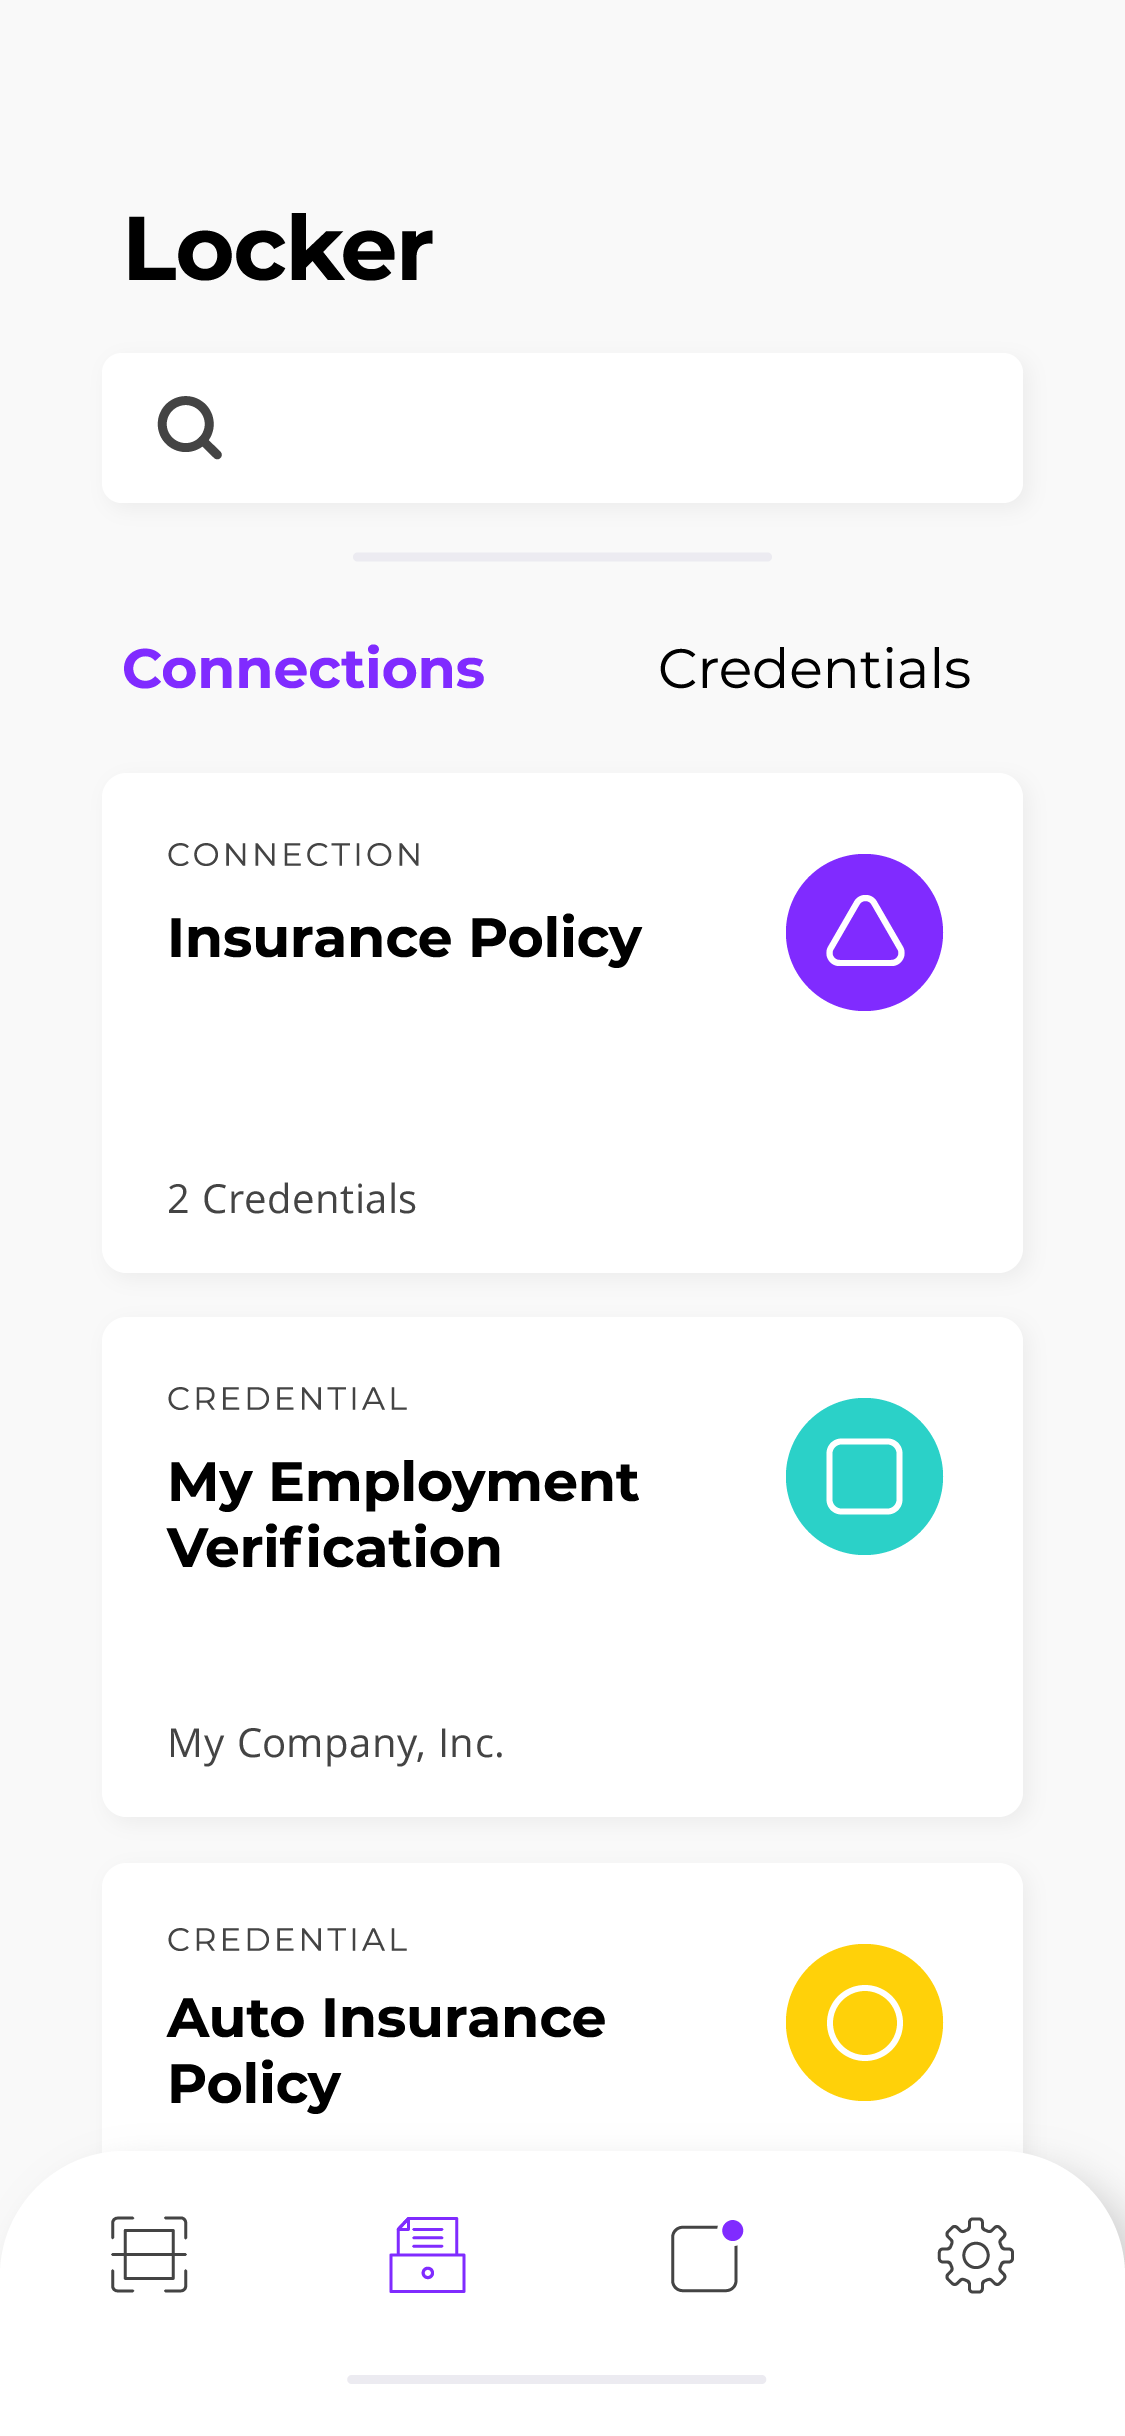 Locker
Connections
Credentials
CONNECTION
Insurance Policy
2 Credentials
CREDENTIAL
My Employment
Verification
My Company, Inc.
CREDENTIAL
Auto Insurance
Policy